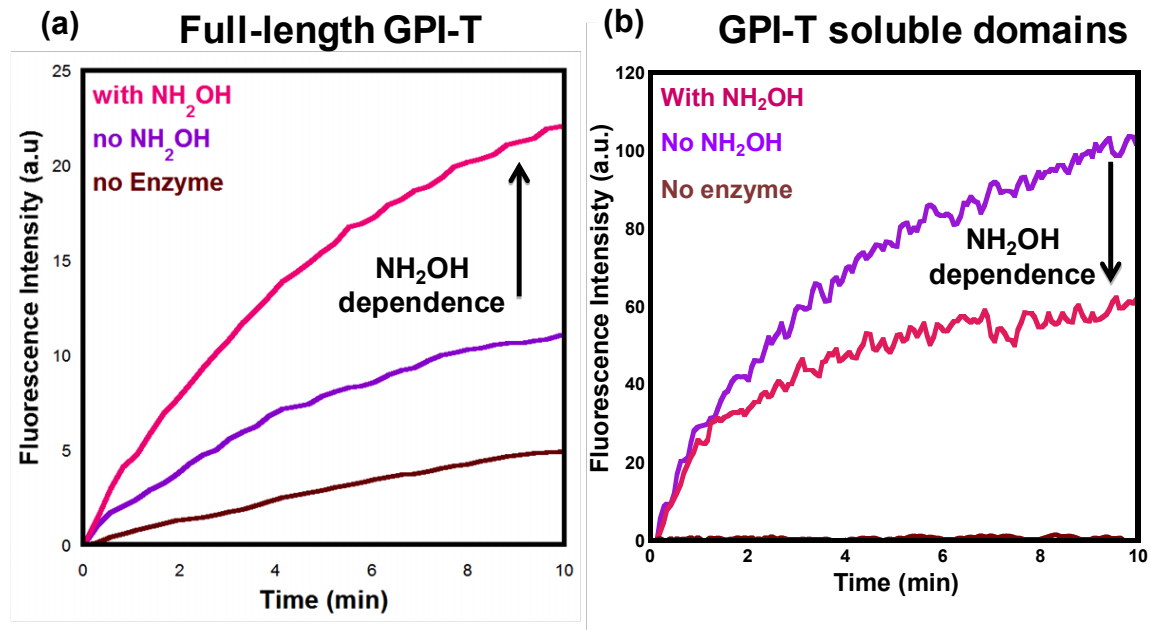 (a)
Full-length GPI-T
Fluorescence Intensity (a.u)
25
20
15
10
5
0
with NH₂OH
no NH₂OH
no Enzyme
NH₂OH
dependence
0 2 4 6 8 10
Time (min)
(b)
GPI-T soluble domains
Fluorescence Intensisty (a.u.)
120
100
80
60
40
20
0
With NH₂OH
No NH₂OH
No enzyme
NH₂OH
dependence
0 2 4 6 8 10
Time (min)